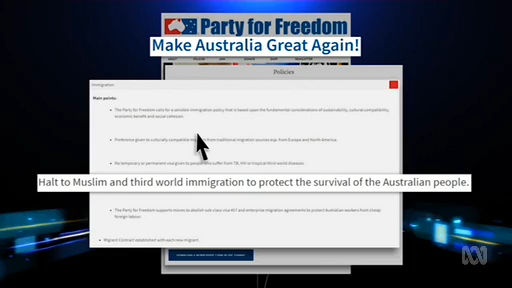 Party for Freedom
Make Australia Great Again!
Policies
Immigration
Main points:
The Party for Freedom calls for a sensible immigration policy that is based upon the fundamental considerations of sustainability, cultural compatibility,
economic benefit and social cohesion.
Preference given to culturally compatible from traditional migration sources esp. from Europe and North America.
No temporary or permanent visa given to people who suffer from TB, HIV or tropical third world diseases.
Halt to Muslim and third world immigration to protect the survival of the Australian people.
The Party for Freedom supports moves to abolish sub-class visa 457 and enterprise migration agreements to protect Australian workers from cheap
foreign labour.
Migrant Contract established with each new migrant